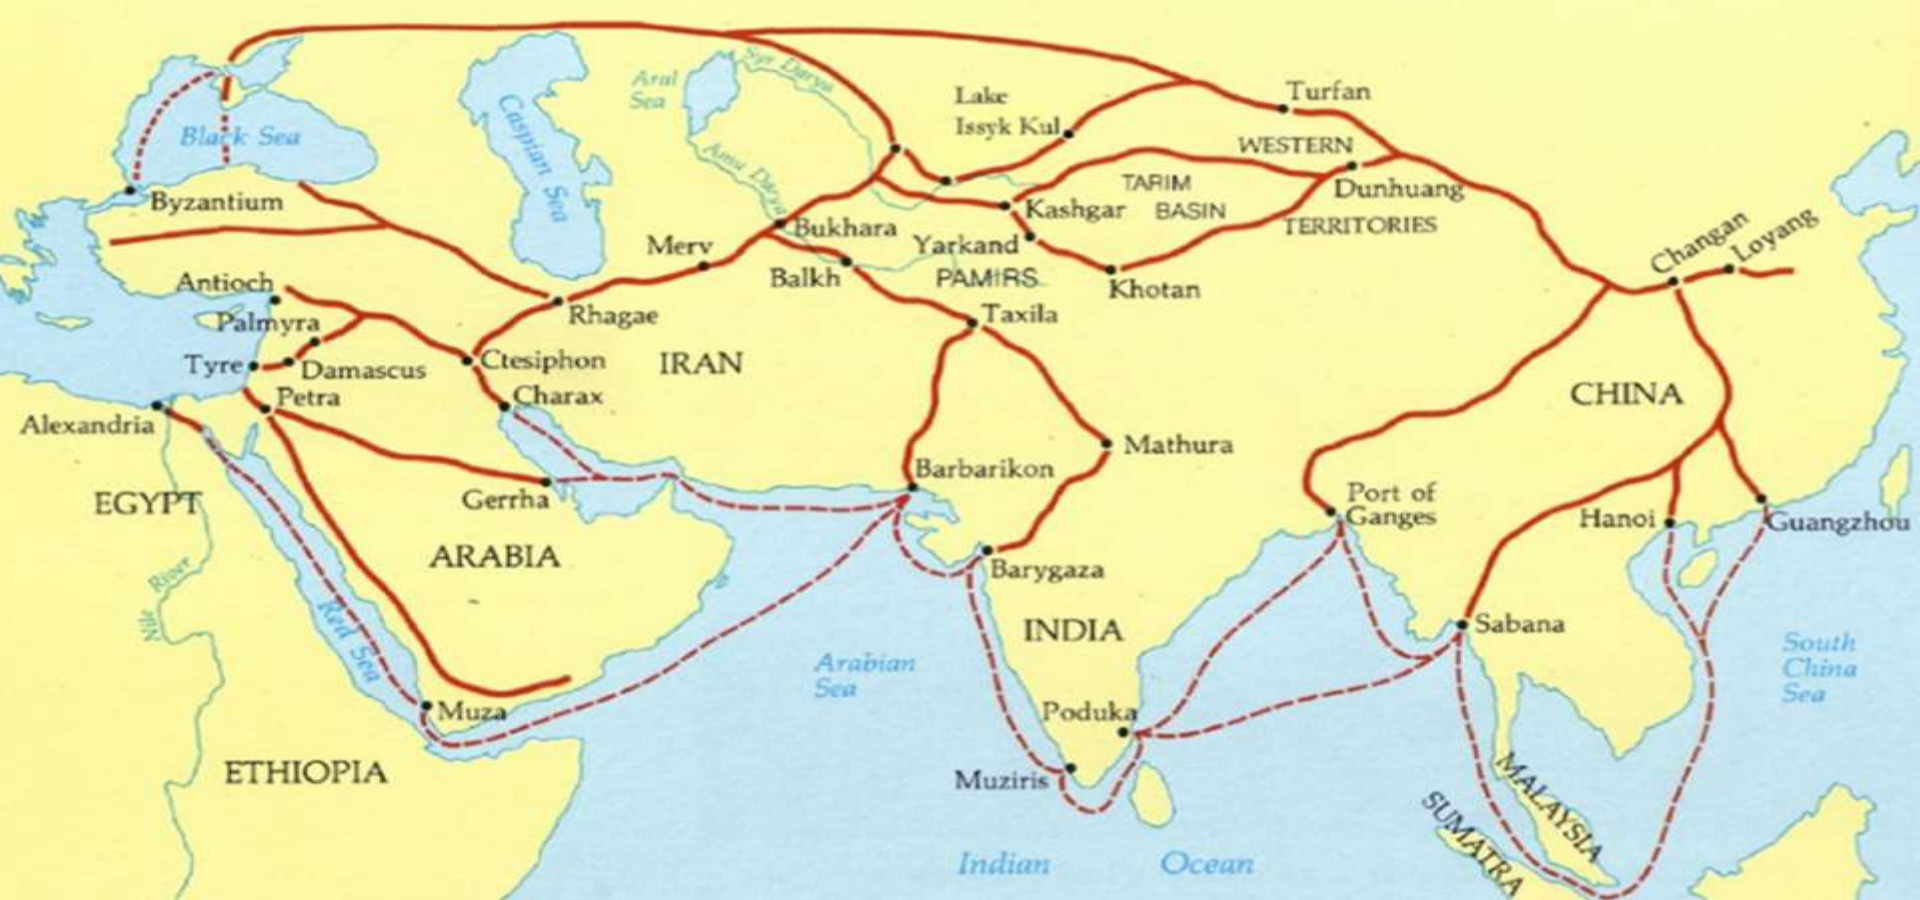 Syr Darya
Aral
Sea
Lake
Issyk Kul
Turfan
Caspian Sea
Black Sea
WESTERN
Amu Darya
TARIM
BASIN
Dunhuang
Byzantium
Kashgar
TERRITORIES
Bukhara
Yarkand
Merv
Changan
Loyang
Balkh
PAMIRS
Khotan
Antioch
Rhagae
Taxila
Palmyra
Tyre
Damascus
Ctesiphon
IRAN
Petra
Charax
CHINA
Alexandria
Mathura
Barbarikon
EGYPT
Gerrha
Port of
Ganges
Hanoi
Guangzhou
ARABIA
Barygaza
Nile River
INDIA
Sabana
Red Sea
Arabian
Sea
South
China
Sea
Muza
Poduka
ETHIOPIA
Muziris
MALAYSIA
SUMATRA
Indian Ocean